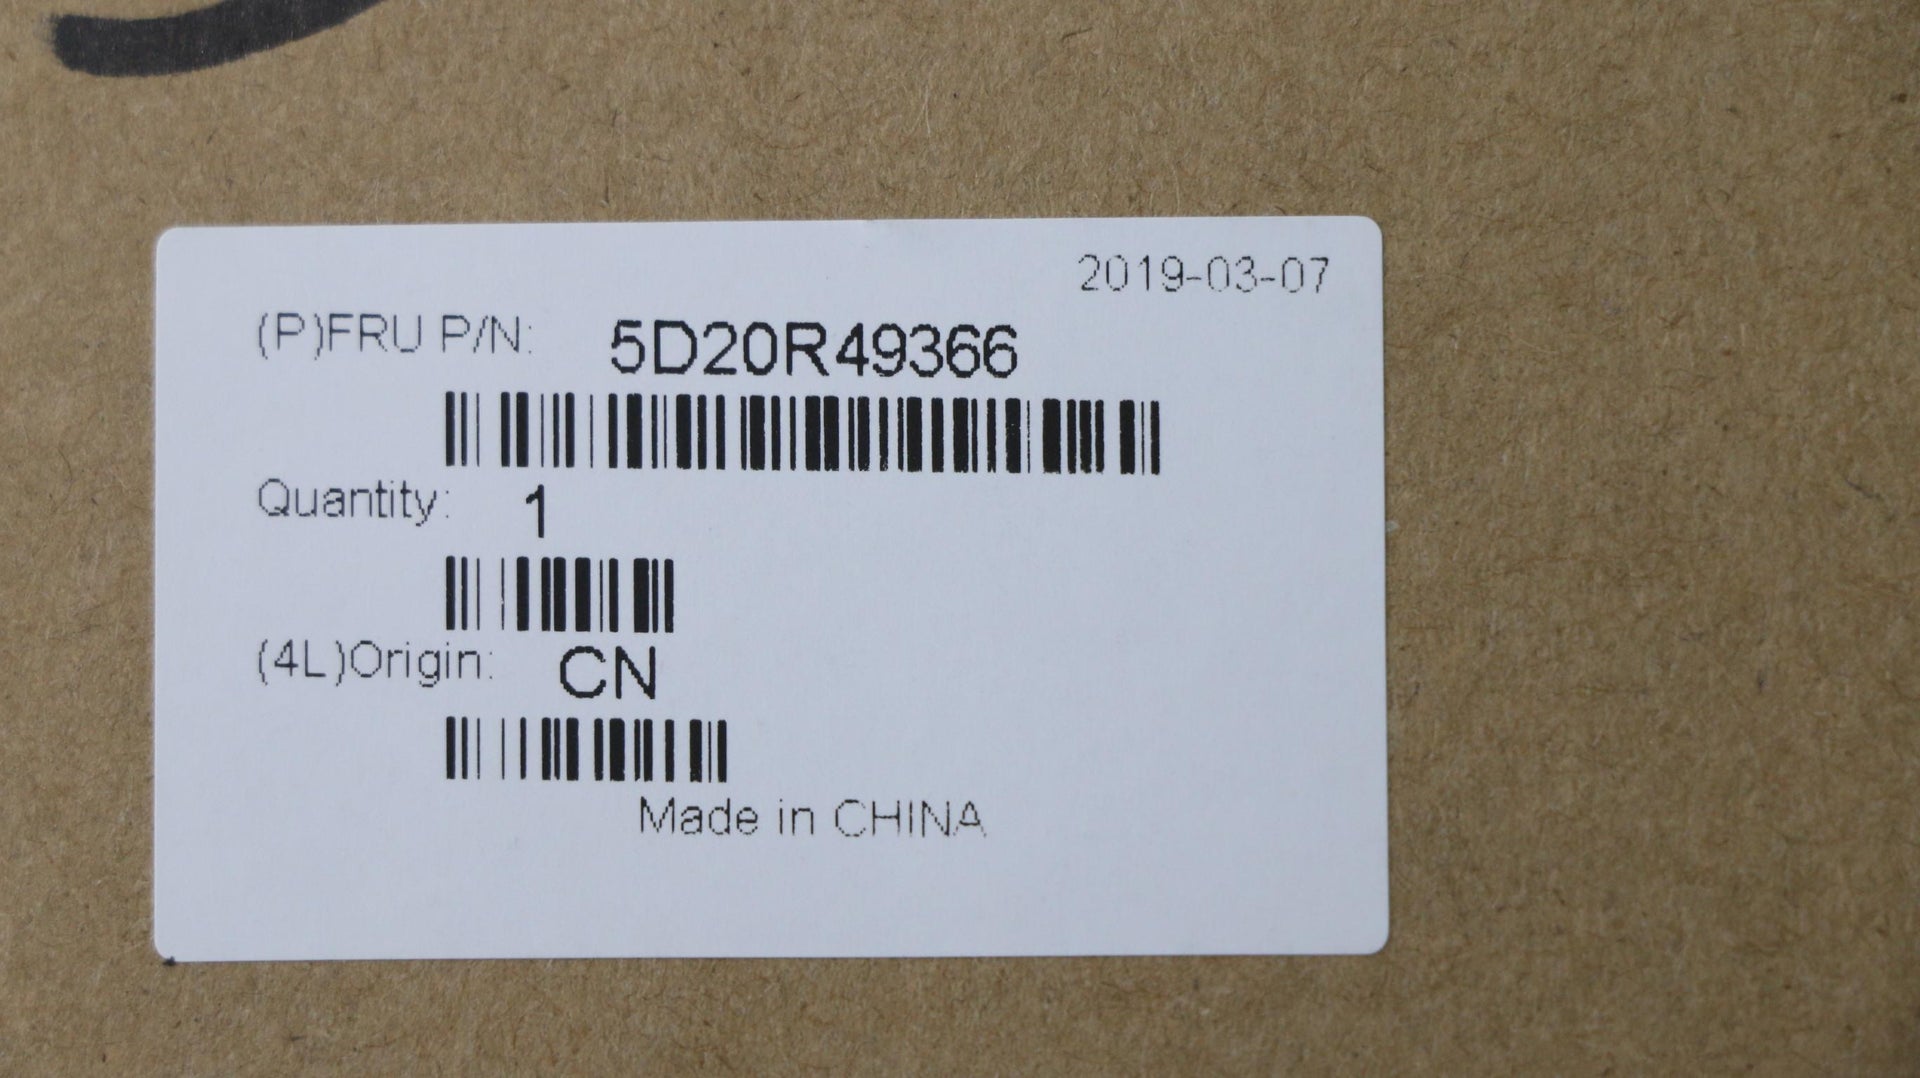 2019-03-07
(P)FRU P/N: 5D20R49366
Quantity: 1
(4L)Origin: CN
Made in CHINA